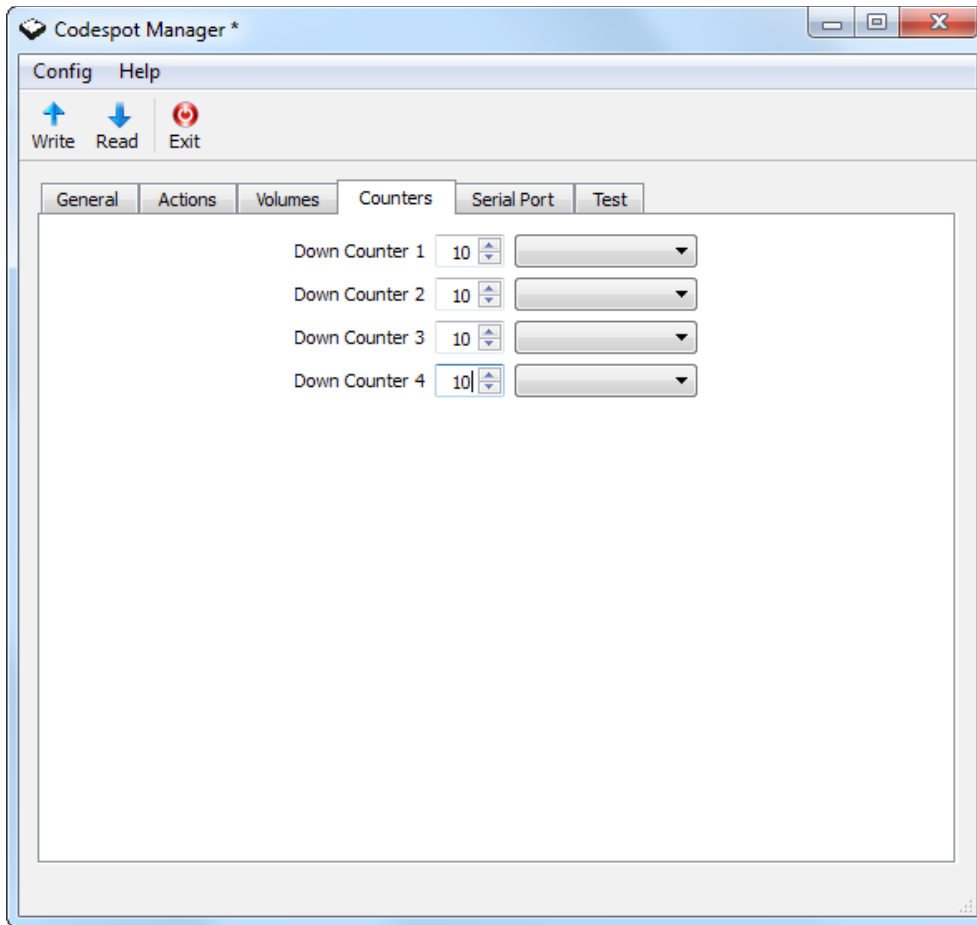 Codespot Manager *
Config Help
Write Read Exit
General Actions Volumes Counters Serial Port Test
Down Counter 1 10
Down Counter 2 10
Down Counter 3 10
Down Counter 4 10